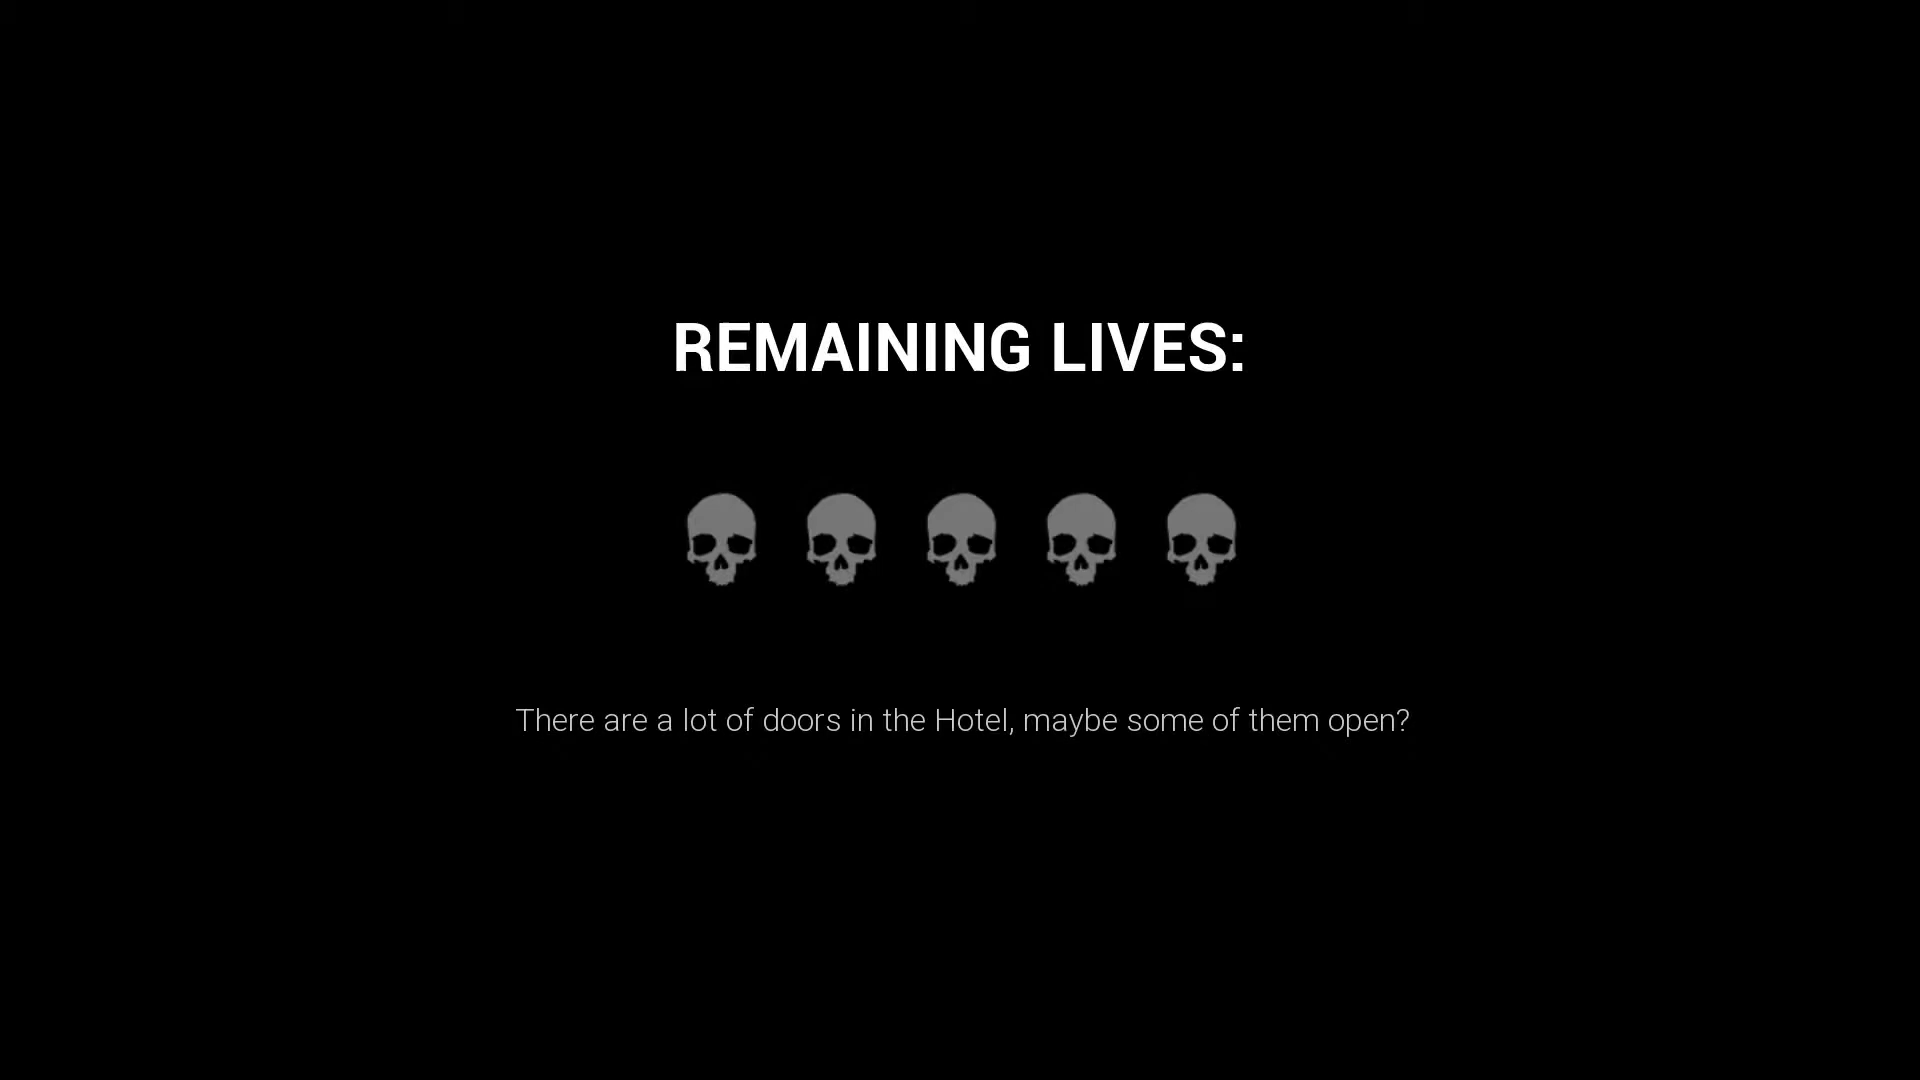 REMAINING LIVES:
There are a lot of doors in the Hotel, maybe some of them open?